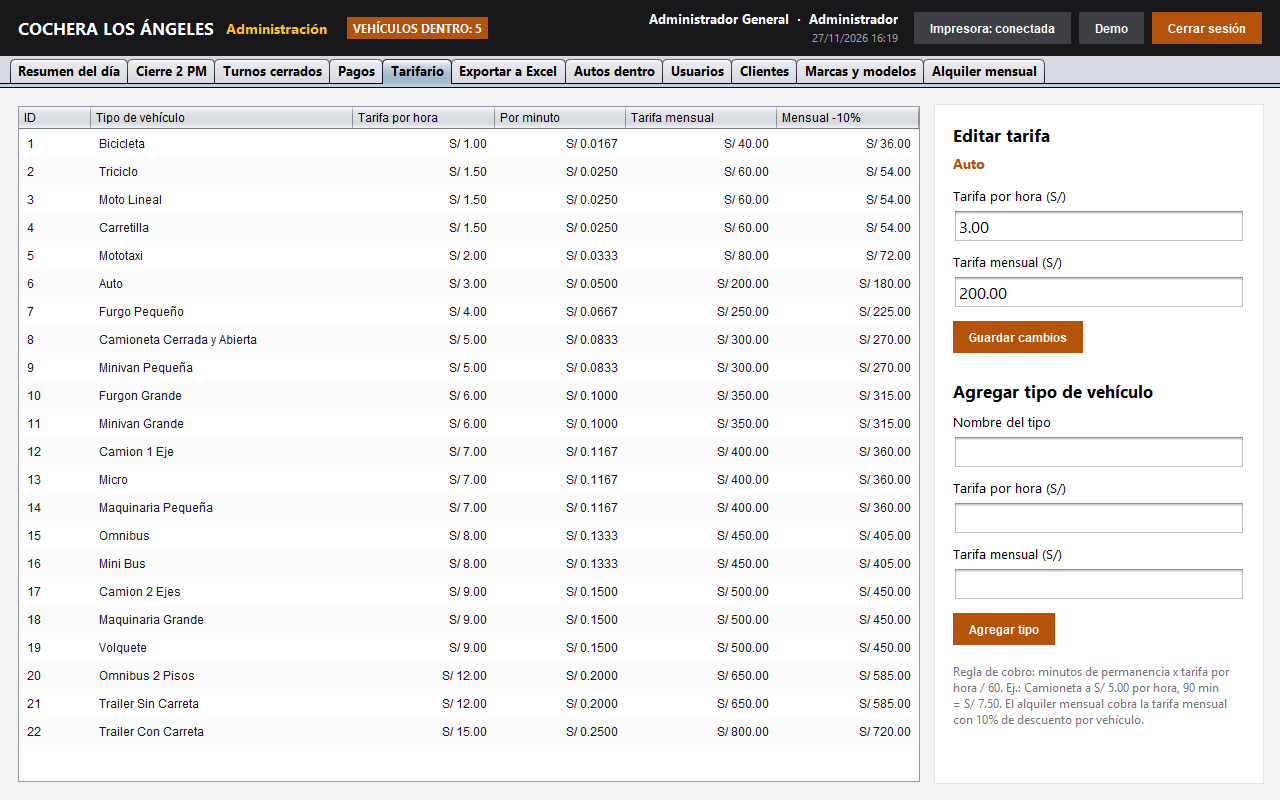 COCHERA LOS ÁNGELES Administración VEHÍCULOS DENTRO: 5 Administrador General · Administrador
27/11/2026 16:19
Impresora: conectada Demo Cerrar sesión
Resumen del día Cierre 2 PM Turnos cerrados Pagos Tarifario Exportar a Excel Autos dentro Usuarios Clientes Marcas y modelos Alquiler mensual
ID Tipo de vehículo Tarifa por hora Por minuto Tarifa mensual Mensual -10%
1 Bicicleta S/ 1.00 S/ 0.0167 S/ 40.00 S/ 36.00
2 Triciclo S/ 1.50 S/ 0.0250 S/ 60.00 S/ 54.00
3 Moto Lineal S/ 1.50 S/ 0.0250 S/ 60.00 S/ 54.00
4 Carretilla S/ 1.50 S/ 0.0250 S/ 60.00 S/ 54.00
5 Mototaxi S/ 2.00 S/ 0.0333 S/ 80.00 S/ 72.00
6 Auto S/ 3.00 S/ 0.0500 S/ 200.00 S/ 180.00
7 Furgo Pequeño S/ 4.00 S/ 0.0667 S/ 250.00 S/ 225.00
8 Camioneta Cerrada y Abierta S/ 5.00 S/ 0.0833 S/ 300.00 S/ 270.00
9 Minivan Pequeña S/ 5.00 S/ 0.0833 S/ 300.00 S/ 270.00
10 Furgon Grande S/ 6.00 S/ 0.1000 S/ 350.00 S/ 315.00
11 Minivan Grande S/ 6.00 S/ 0.1000 S/ 350.00 S/ 315.00
12 Camion 1 Eje S/ 7.00 S/ 0.1167 S/ 400.00 S/ 360.00
13 Micro S/ 7.00 S/ 0.1167 S/ 400.00 S/ 360.00
14 Maquinaria Pequeña S/ 7.00 S/ 0.1167 S/ 400.00 S/ 360.00
15 Omnibus S/ 8.00 S/ 0.1333 S/ 450.00 S/ 405.00
16 Mini Bus S/ 8.00 S/ 0.1333 S/ 450.00 S/ 405.00
17 Camion 2 Ejes S/ 9.00 S/ 0.1500 S/ 500.00 S/ 450.00
18 Maquinaria Grande S/ 9.00 S/ 0.1500 S/ 500.00 S/ 450.00
19 Volquete S/ 9.00 S/ 0.1500 S/ 500.00 S/ 450.00
20 Omnibus 2 Pisos S/ 12.00 S/ 0.2000 S/ 650.00 S/ 585.00
21 Trailer Sin Carreta S/ 12.00 S/ 0.2000 S/ 650.00 S/ 585.00
22 Trailer Con Carreta S/ 15.00 S/ 0.2500 S/ 800.00 S/ 720.00
Editar tarifa
Auto
Tarifa por hora (S/)
3.00
Tarifa mensual (S/)
200.00
Guardar cambios
Agregar tipo de vehículo
Nombre del tipo
Tarifa por hora (S/)
Tarifa mensual (S/)
Agregar tipo
Regla de cobro: minutos de permanencia x tarifa por
hora / 60. Ej.: Camioneta a S/ 5.00 por hora, 90 min
= S/ 7.50. El alquiler mensual cobra la tarifa mensual
con 10% de descuento por vehículo.